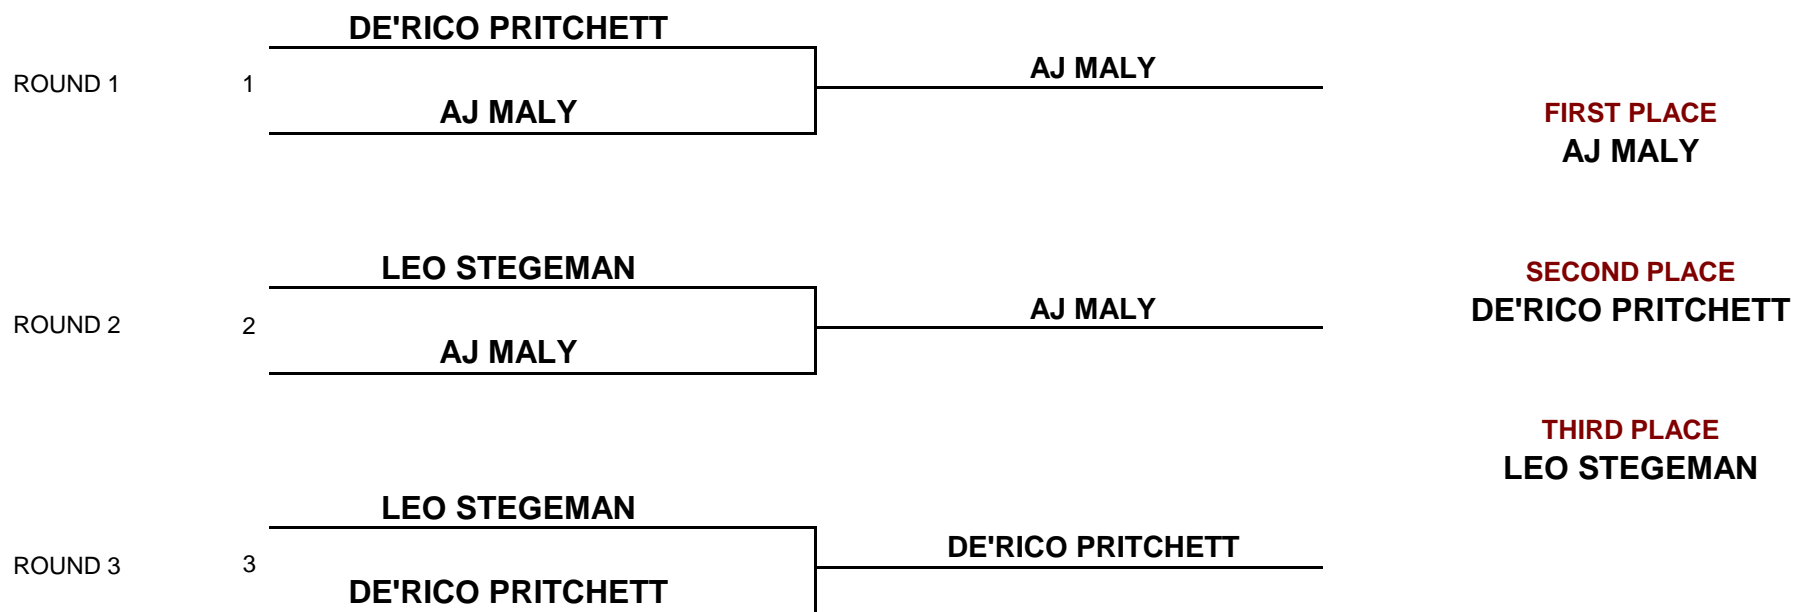 DE'RICO PRITCHETT
ROUND 1
1
AJ MALY
AJ MALY
FIRST PLACE
AJ MALY
LEO STEGEMAN
ROUND 2
2
AJ MALY
AJ MALY
SECOND PLACE
DE'RICO PRITCHETT
THIRD PLACE
LEO STEGEMAN
LEO STEGEMAN
ROUND 3
3
DE'RICO PRITCHETT
DE'RICO PRITCHETT